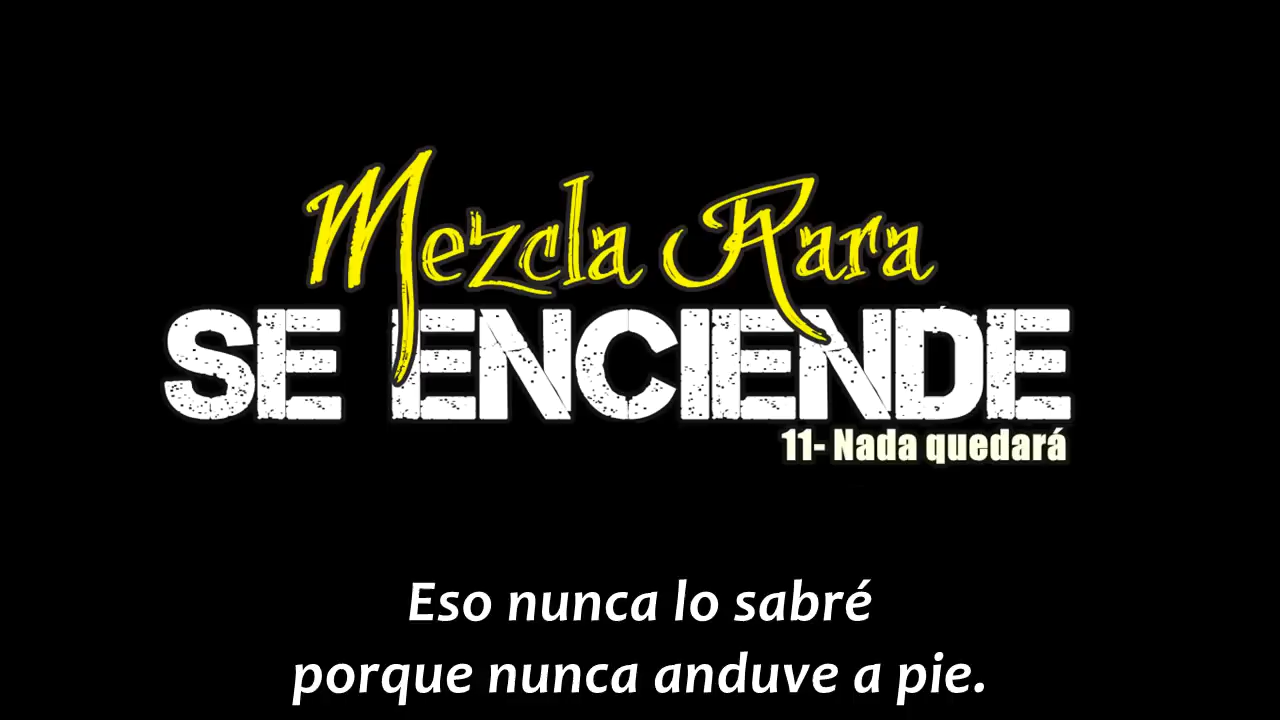 Mezcla Rara
SE ENCIENDE
11- Nada quedará
Eso nunca lo sabré
porque nunca anduve a pie.